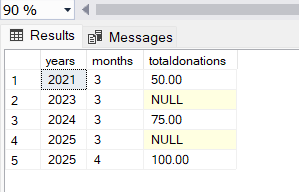 90 %
Results Messages
years months totaldonations
1 2021 3 50.00
2 2023 3 NULL
3 2024 3 75.00
4 2025 3 NULL
5 2025 4 100.00